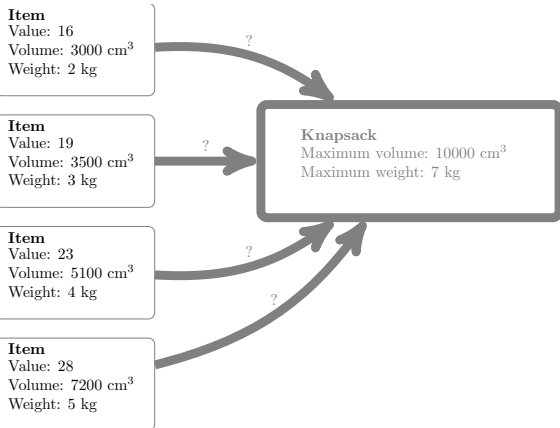 Item
Value: 16
Volume: 3000 cm³
Weight: 2 kg
?
Item
Value: 19
Volume: 3500 cm³
Weight: 3 kg
?
Knapsack
Maximum volume: 10000 cm³
Maximum weight: 7 kg
Item
Value: 23
Volume: 5100 cm³
Weight: 4 kg
?
?
Item
Value: 28
Volume: 7200 cm³
Weight: 5 kg